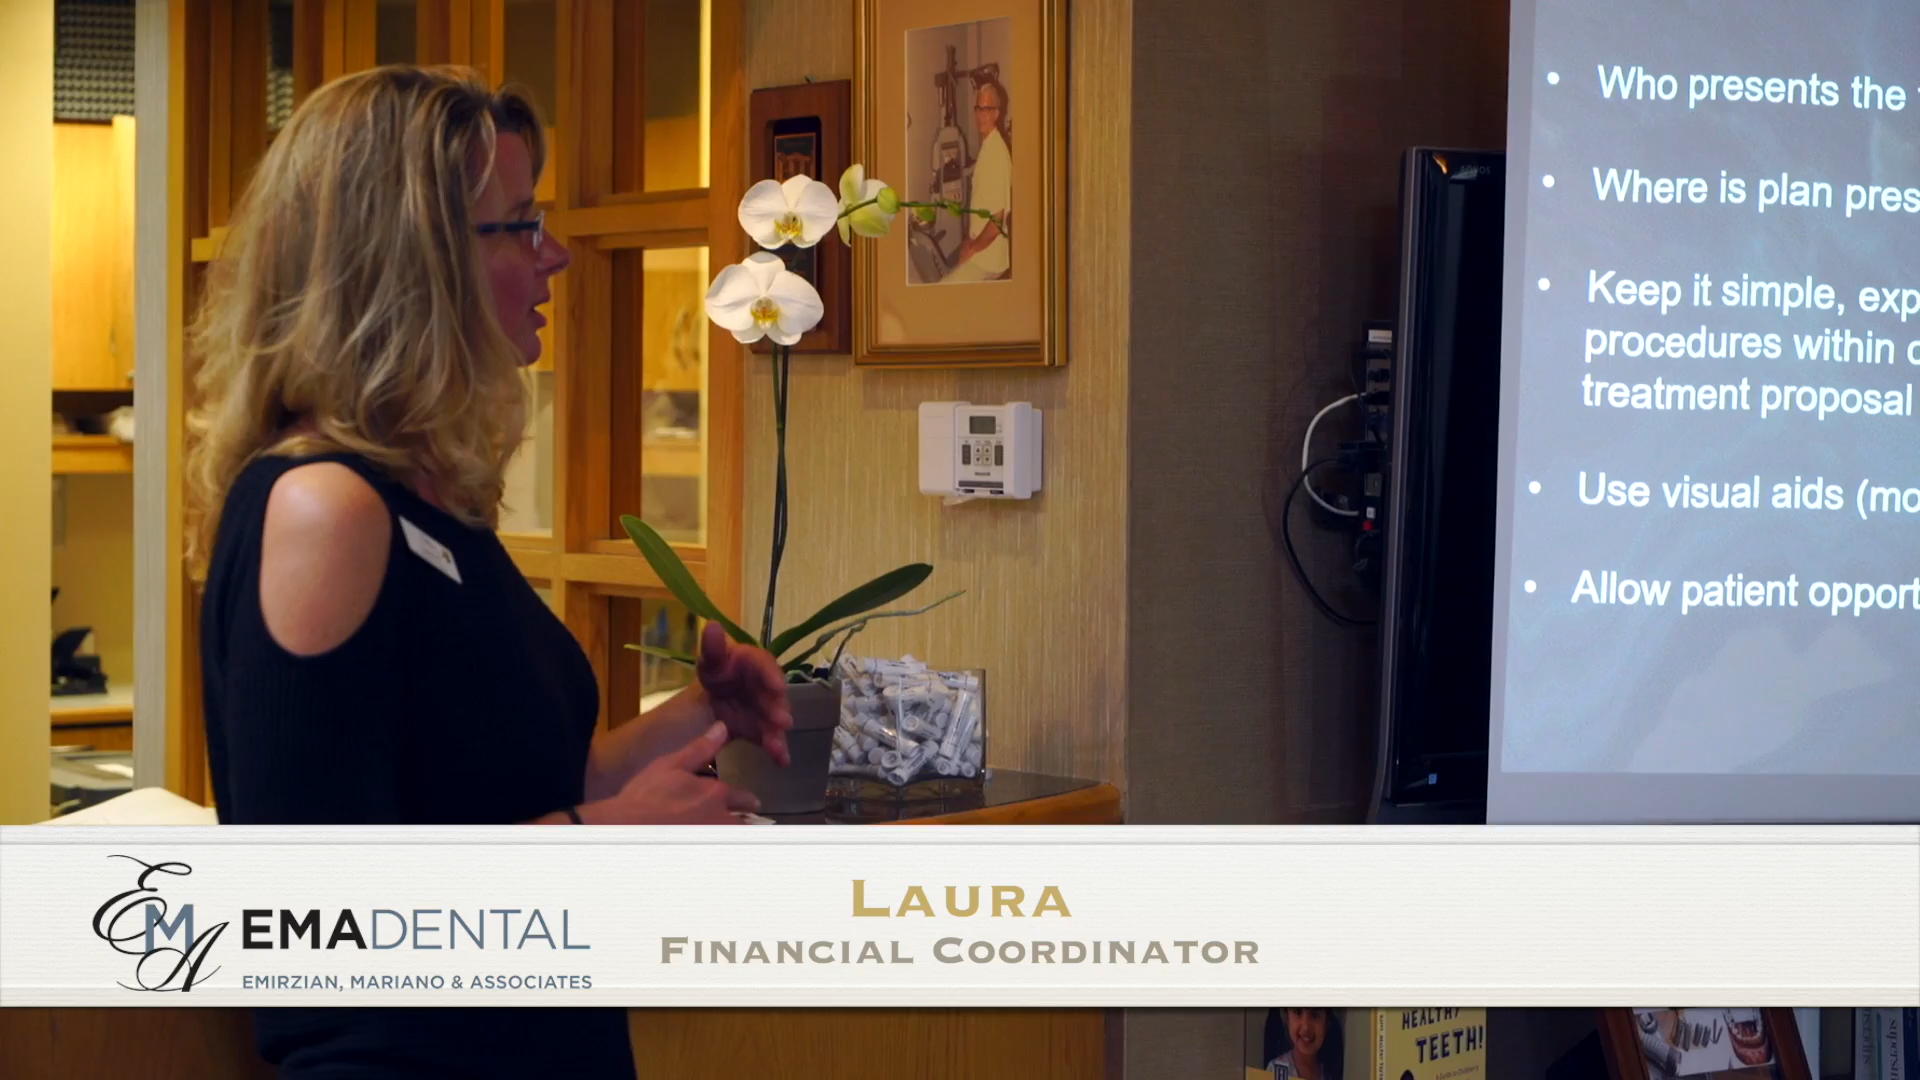 • Who presents the
• Where is plan pres
• Keep it simple, exp
procedures within
treatment proposal
• Use visual aids (mo
• Allow patient opport
EMA
EMADENTAL
EMIRZIAN, MARIANO & ASSOCIATES
LAURA
FINANCIAL COORDINATOR
HEALTHY
TEETH!